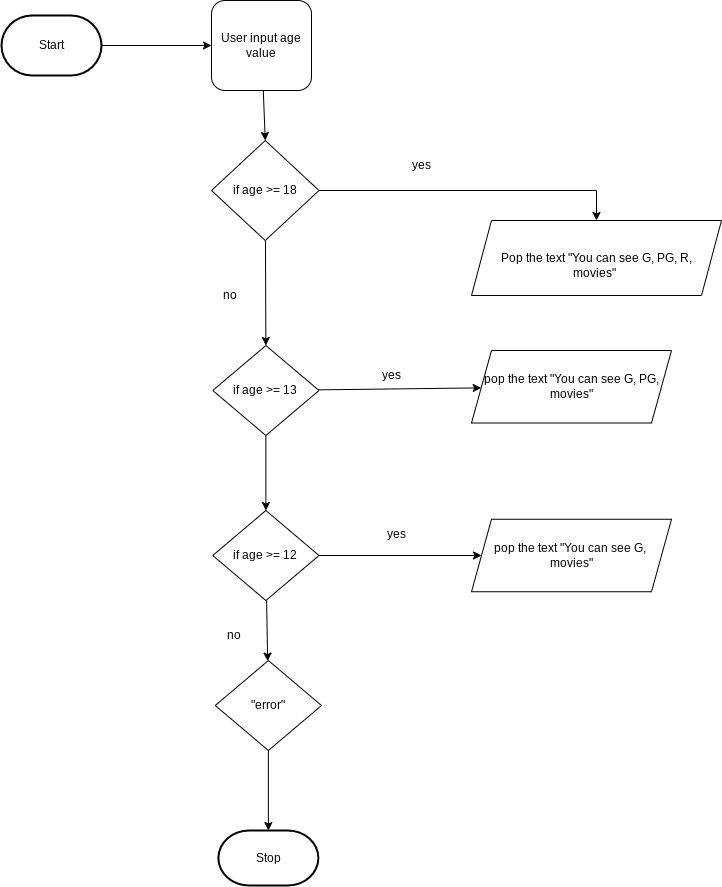 Start
User input age
value
if age >= 18
yes
Pop the text "You can see G, PG, R,
movies"
no
if age >= 13
yes
pop the text "You can see G, PG,
movies"
if age >= 12
yes
pop the text "You can see G,
movies"
no
"error"
Stop